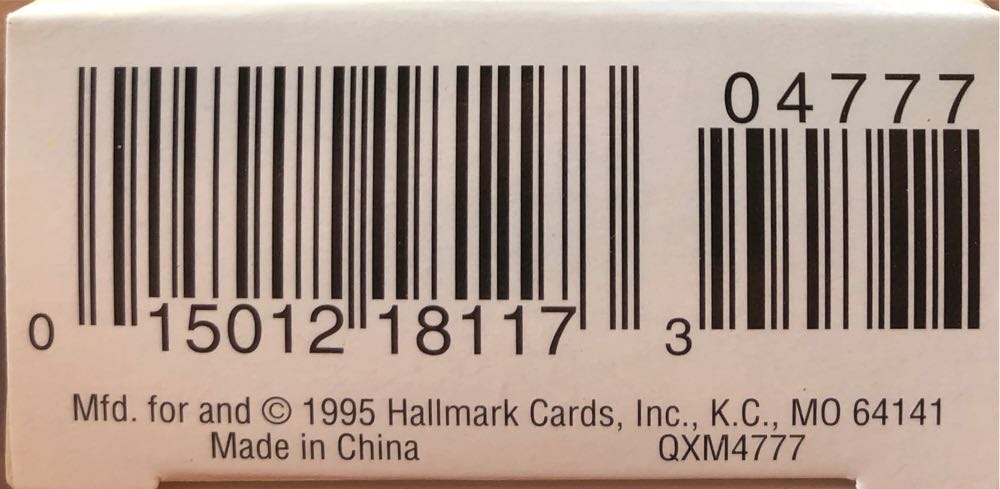 04777
0 15012 18117 3
Mfd. for and © 1995 Hallmark Cards, Inc., K.C., MO 64141
Made in China QXM4777